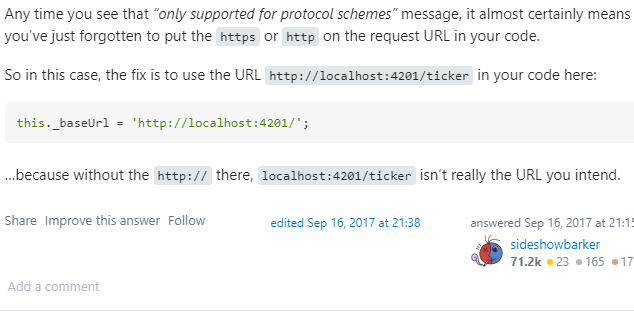 Any time you see that “only supported for protocol schemes” message, it almost certainly means
you’ve just forgotten to put the https or http on the request URL in your code.
So in this case, the fix is to use the URL http://localhost:4201/ticker in your code here:
this._baseUrl = 'http://localhost:4201/';
…because without the http:// there, localhost:4201/ticker isn’t really the URL you intend.
Share Improve this answer Follow edited Sep 16, 2017 at 21:38 answered Sep 16, 2017 at 21:15
sideshowbarker
71.2k 23 165 17
Add a comment